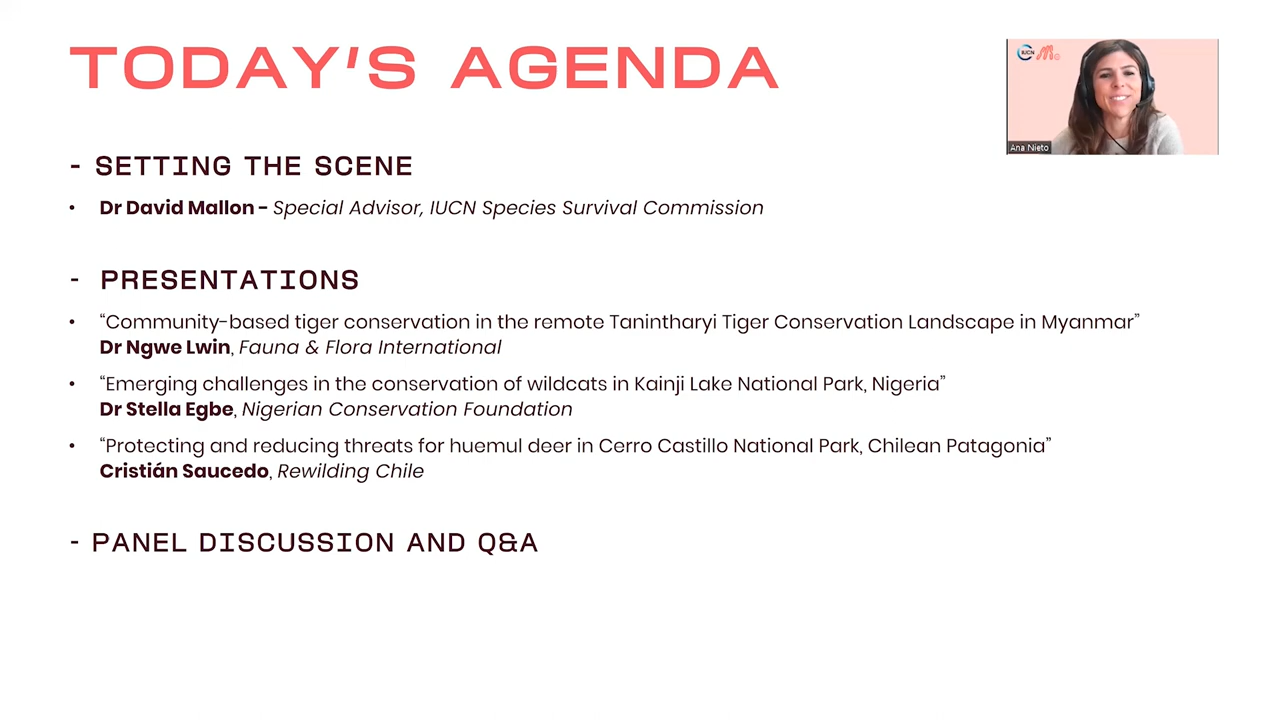 TODAY'S AGENDA
IUCN
Ana Nieto
- SETTING THE SCENE
• Dr David Mallon - Special Advisor, IUCN Species Survival Commission
- PRESENTATIONS
• “Community-based tiger conservation in the remote Tanintharyi Tiger Conservation Landscape in Myanmar”
Dr Ngwe Lwin, Fauna & Flora International
• “Emerging challenges in the conservation of wildcats in Kainji Lake National Park, Nigeria”
Dr Stella Egbe, Nigerian Conservation Foundation
• “Protecting and reducing threats for huemul deer in Cerro Castillo National Park, Chilean Patagonia”
Cristián Saucedo, Rewilding Chile
- PANEL DISCUSSION AND Q&A